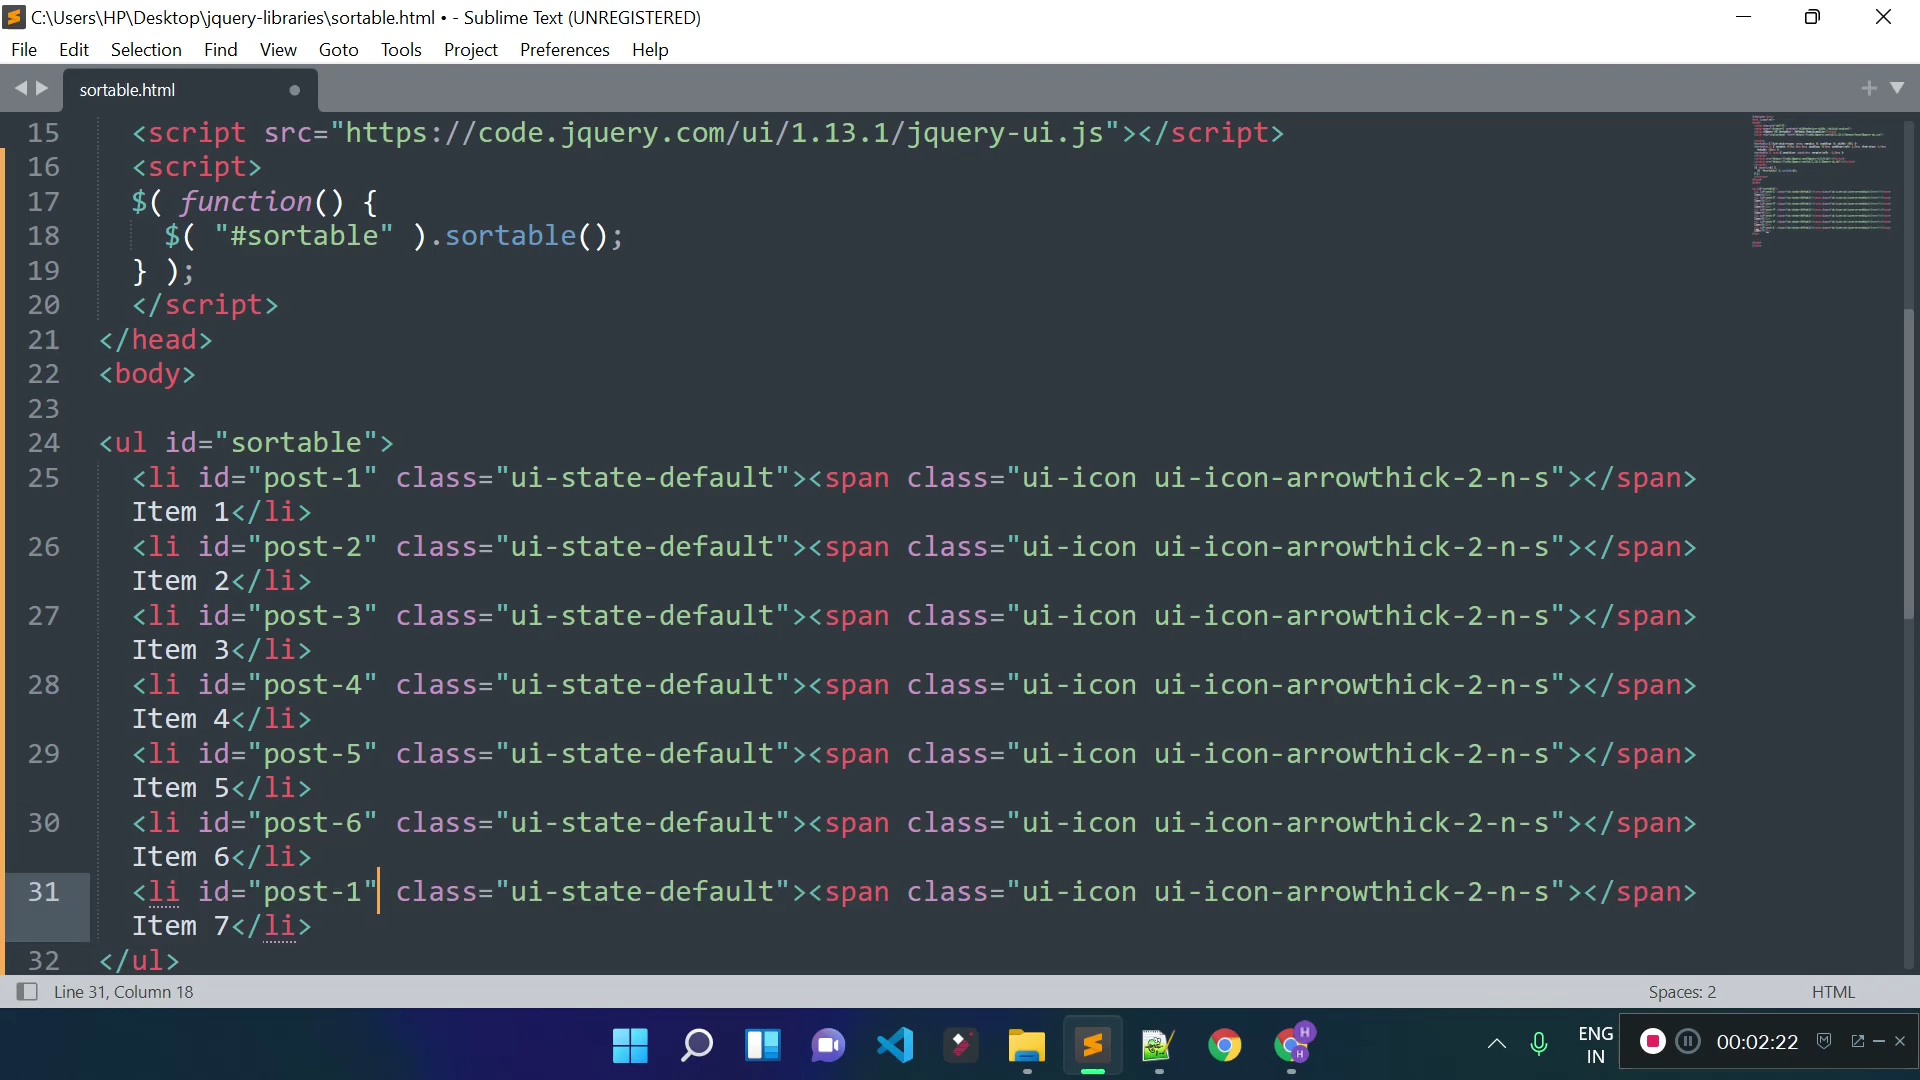 C:\Users\HP\Desktop\jquery-libraries\sortable.html • - Sublime Text (UNREGISTERED)
File Edit Selection Find View Goto Tools Project Preferences Help
sortable.html
15 <script src="https://code.jquery.com/ui/1.13.1/jquery-ui.js"></script>
16 <script>
17 $( function() {
18 $( "#sortable" ).sortable();
19 } );
20 </script>
21 </head>
22 <body>
23
24 <ul id="sortable">
25 <li id="post-1" class="ui-state-default"><span class="ui-icon ui-icon-arrowthick-2-n-s"></span>
Item 1</li>
26 <li id="post-2" class="ui-state-default"><span class="ui-icon ui-icon-arrowthick-2-n-s"></span>
Item 2</li>
27 <li id="post-3" class="ui-state-default"><span class="ui-icon ui-icon-arrowthick-2-n-s"></span>
Item 3</li>
28 <li id="post-4" class="ui-state-default"><span class="ui-icon ui-icon-arrowthick-2-n-s"></span>
Item 4</li>
29 <li id="post-5" class="ui-state-default"><span class="ui-icon ui-icon-arrowthick-2-n-s"></span>
Item 5</li>
30 <li id="post-6" class="ui-state-default"><span class="ui-icon ui-icon-arrowthick-2-n-s"></span>
Item 6</li>
31 <li id="post-1" class="ui-state-default"><span class="ui-icon ui-icon-arrowthick-2-n-s"></span>
Item 7</li>
32 </ul>
Line 31, Column 18 Spaces: 2 HTML
ENG
IN
00:02:22